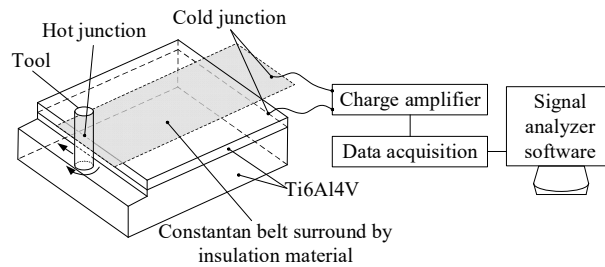 Cold junction
Hot junction
Tool
Charge amplifier
Data acquisition
Signal
analyzer
software
Ti6Al4V
Constantan belt surround by
insulation material